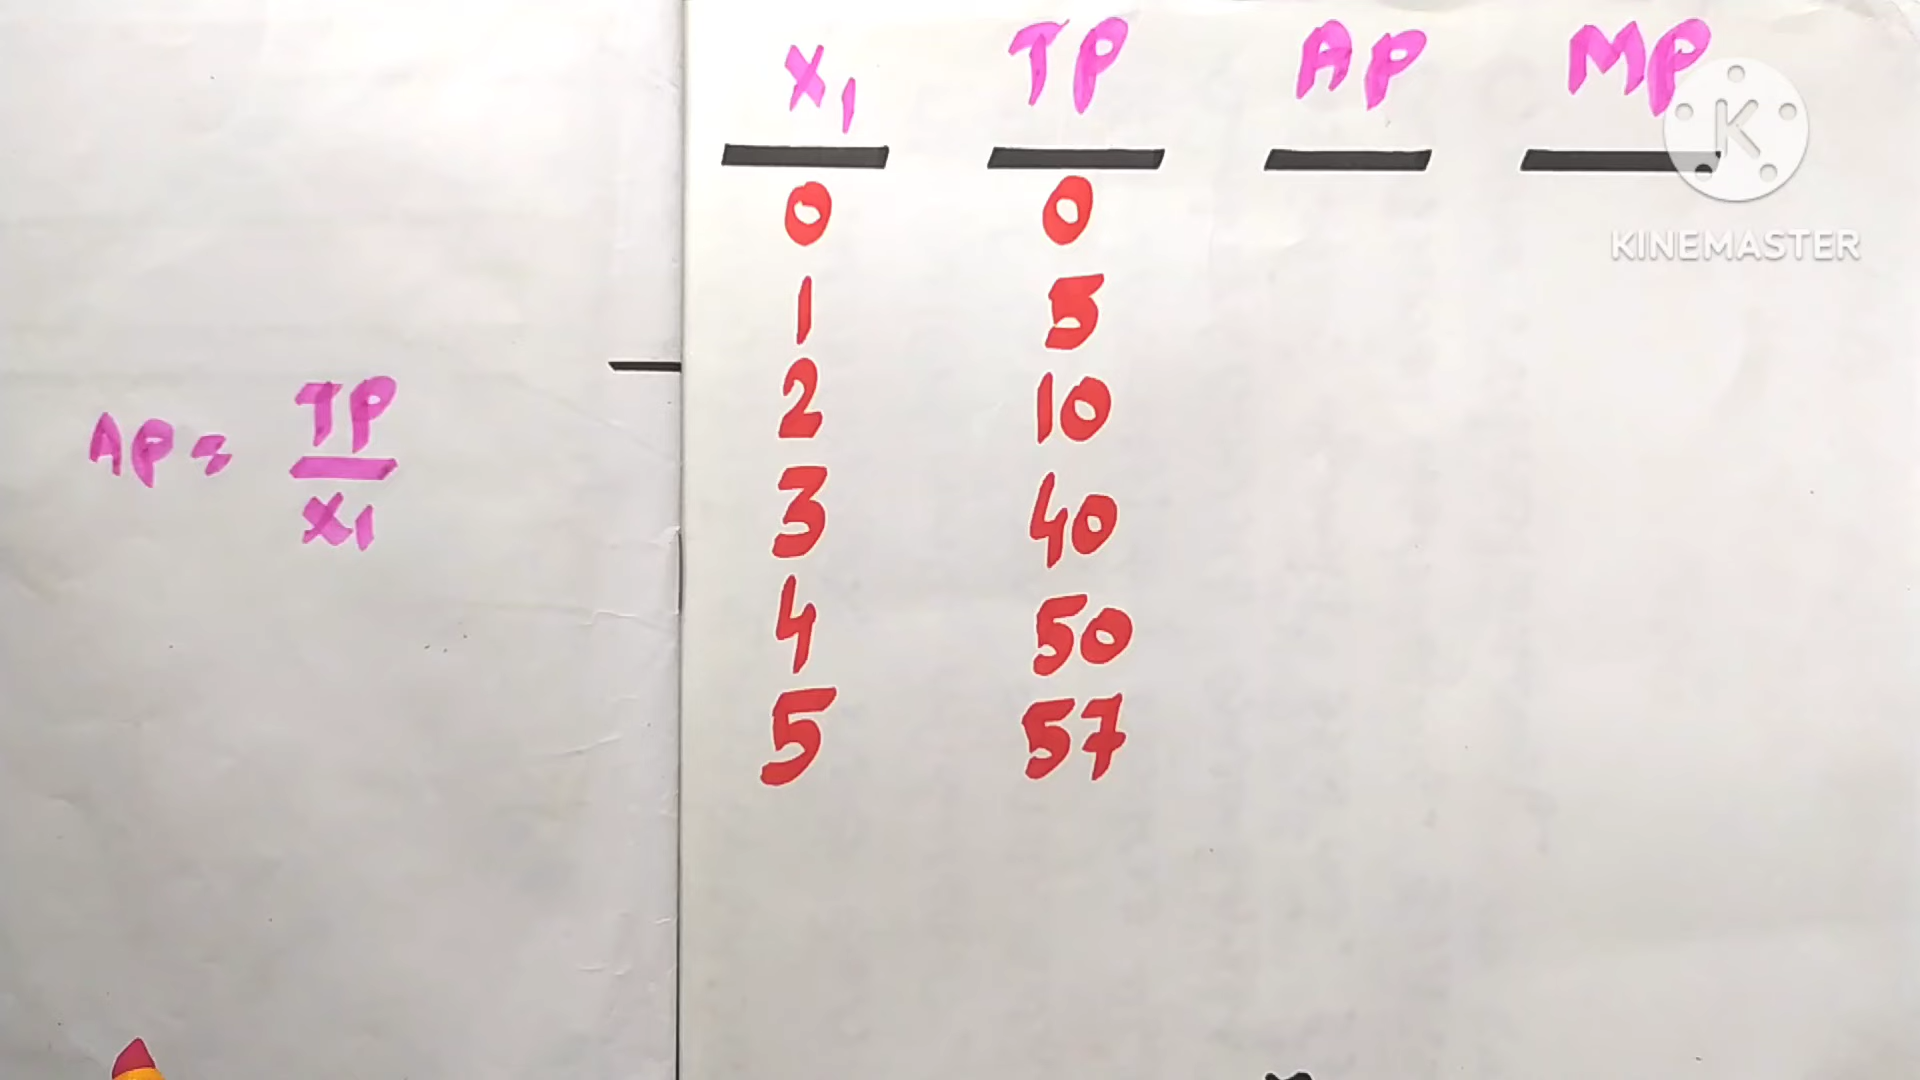 X₁ TP AP MP
0 0
1 5
2 10
3 40
4 50
5 57
AP = TP
X₁
KINEMASTER